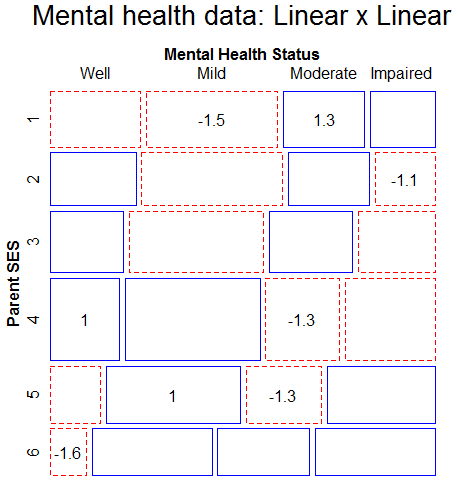 Mental health data: Linear x Linear
Mental Health Status
Well Mild Moderate Impaired
Parent SES
1 -1.5 1.3
2 -1.1
3
4 1 -1.3
5 1 -1.3
6 -1.6